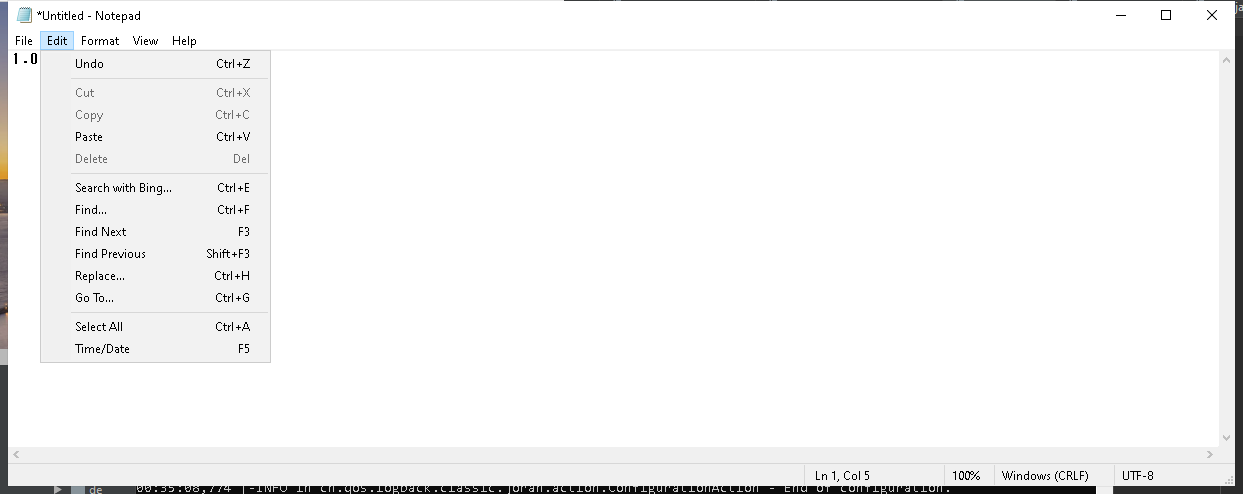 *Untitled - Notepad
File Edit Format View Help
1.0
Undo Ctrl+Z
Cut Ctrl+X
Copy Ctrl+C
Paste Ctrl+V
Delete Del
Search with Bing... Ctrl+E
Find... Ctrl+F
Find Next F3
Find Previous Shift+F3
Replace... Ctrl+H
Go To... Ctrl+G
Select All Ctrl+A
Time/Date F5
Ln 1, Col 5 100% Windows (CRLF) UTF-8
de 00:35:08,774 |-INFO in ch.qos.logback.classic.joran.action.ConfigurationAction - End of configuration.